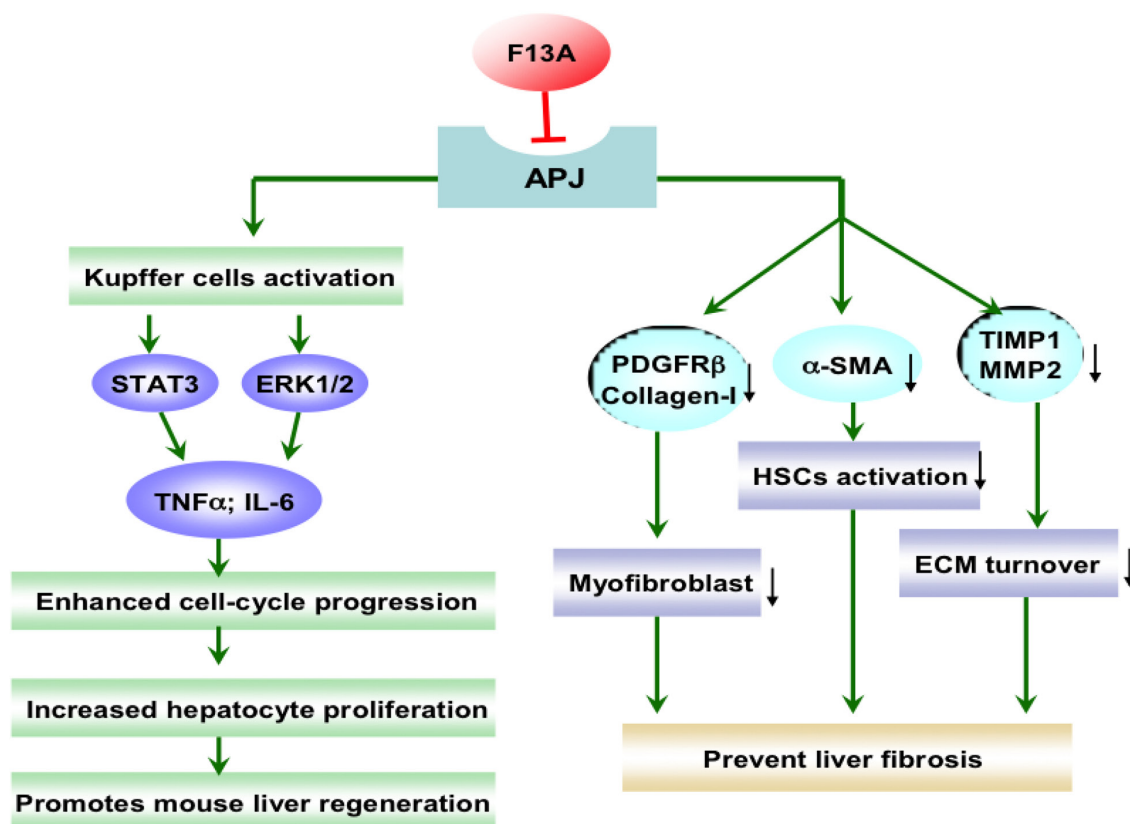 F13A
APJ
Kupffer cells activation
STAT3
ERK1/2
TNFα; IL-6
Enhanced cell-cycle progression
Increased hepatocyte proliferation
Promotes mouse liver regeneration
PDGFRβ
Collagen-I
α-SMA
TIMP1
MMP2
HSCs activation
Myofibroblast
ECM turnover
Prevent liver fibrosis